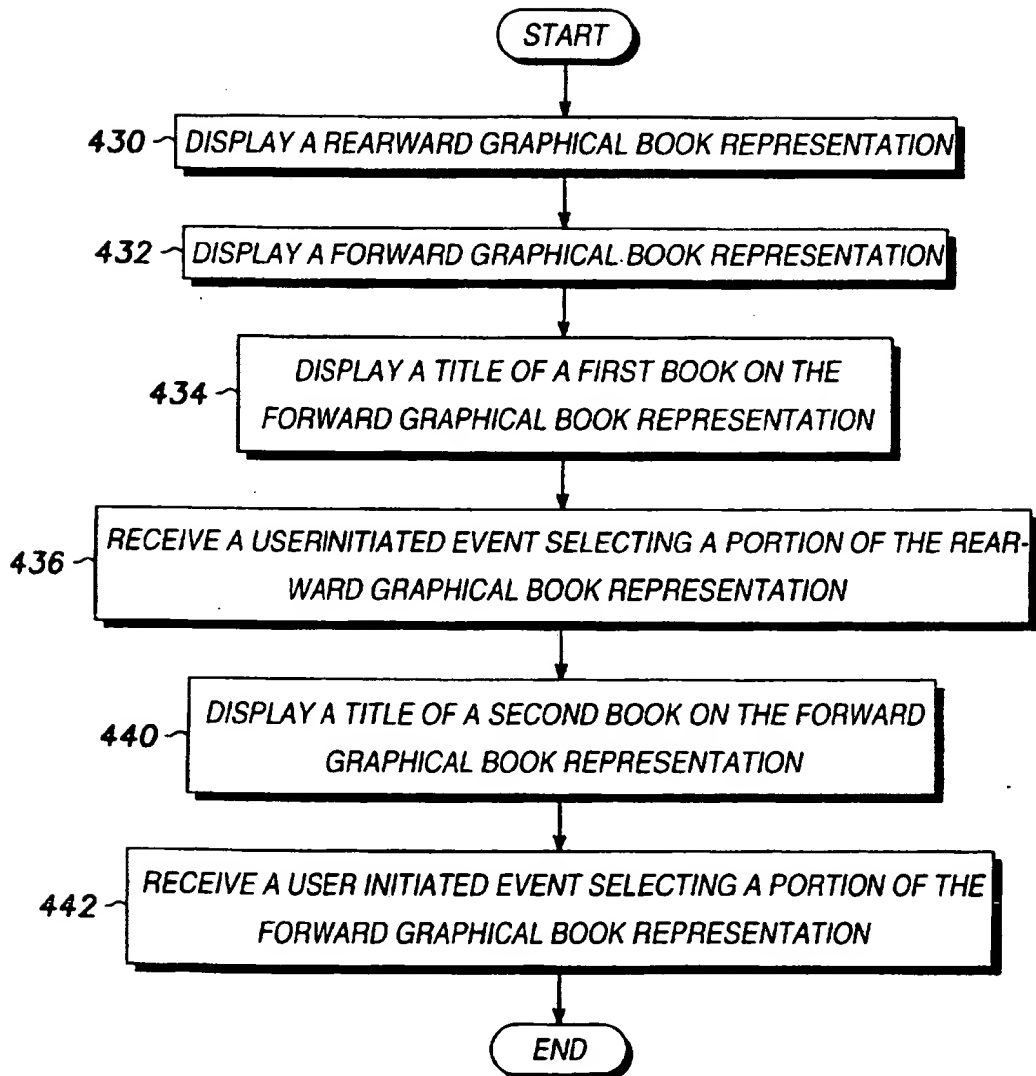 START
430 DISPLAY A REARWARD GRAPHICAL BOOK REPRESENTATION
432 DISPLAY A FORWARD GRAPHICAL BOOK REPRESENTATION
DISPLAY A TITLE OF A FIRST BOOK ON THE
434
FORWARD GRAPHICAL BOOK REPRESENTATION
RECEIVE A USERINITIATED EVENT SELECTING A PORTION OF THE REAR-
436
WARD GRAPHICAL BOOK REPRESENTATION
DISPLAY A TITLE OF A SECOND BOOK ON THE FORWARD
440
GRAPHICAL BOOK REPRESENTATION
RECEIVE A USER INITIATED EVENT SELECTING A PORTION OF THE
442
FORWARD GRAPHICAL BOOK REPRESENTATION
END